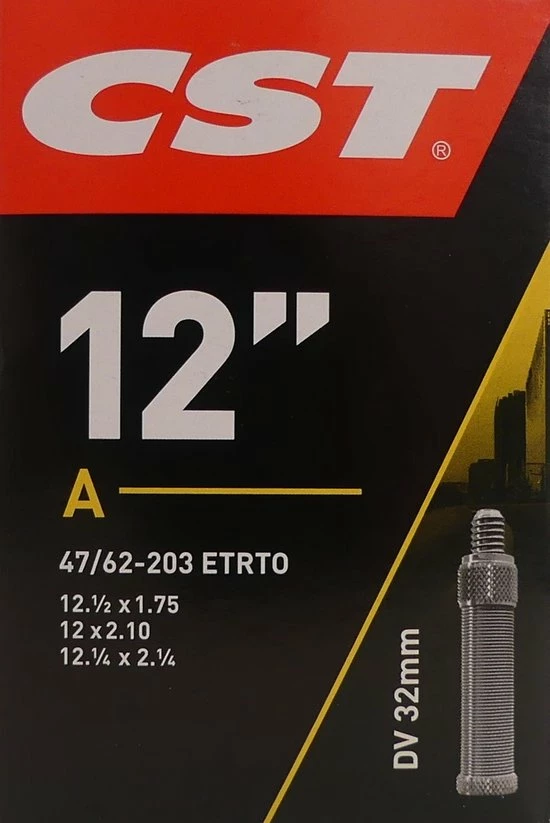 CST®
12"
A
47/62-203 ETRTO
12.½ x 1.75
12 x 2.10
12.¼ x 2.¼
DV 32mm